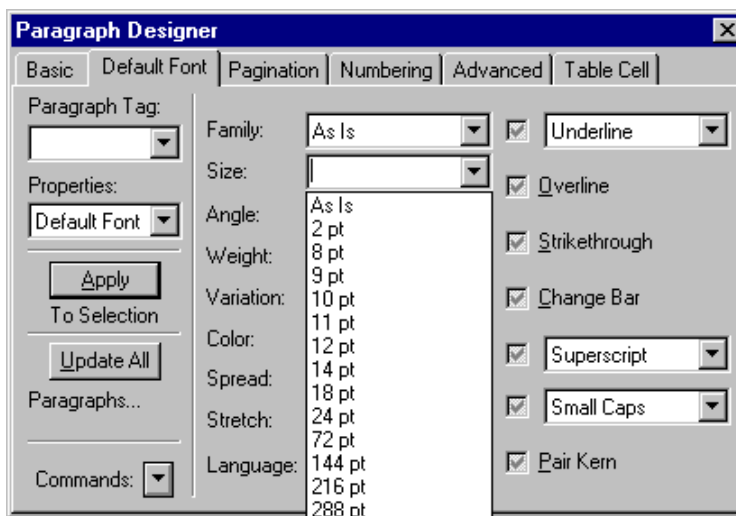 Paragraph Designer
Basic Default Font Pagination Numbering Advanced Table Cell
Paragraph Tag:
Properties:
Default Font
Apply
To Selection
Update All
Paragraphs...
Commands:
Family: As Is
Size:
Angle:
Weight:
Variation:
Color:
Spread:
Stretch:
Language:
As Is
2 pt
8 pt
9 pt
10 pt
11 pt
12 pt
14 pt
18 pt
24 pt
72 pt
144 pt
216 pt
288 pt
Underline
Overline
Strikethrough
Change Bar
Superscript
Small Caps
Pair Kern